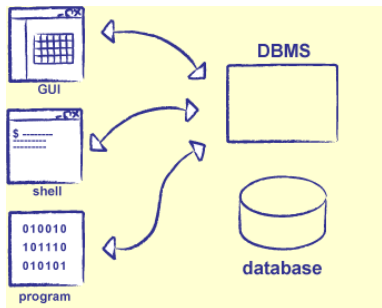 GUI
$ --------
--------
--------
shell
010010
101110
010101
program
DBMS
database